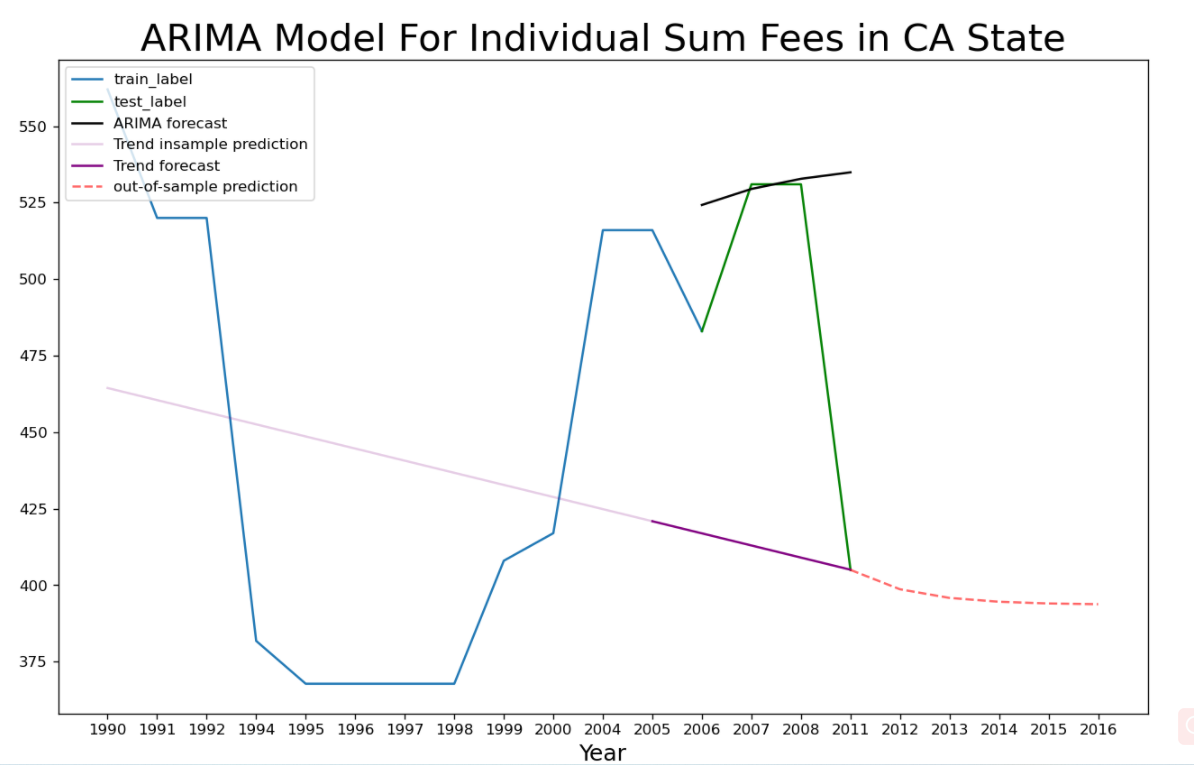 ARIMA Model For Individual Sum Fees in CA State
train_label
test_label
ARIMA forecast
Trend insample prediction
Trend forecast
out-of-sample prediction
550
525
500
475
450
425
400
375
1990 1991 1992 1994 1995 1996 1997 1998 1999 2000 2004 2005 2006 2007 2008 2011 2012 2013 2014 2015 2016
Year